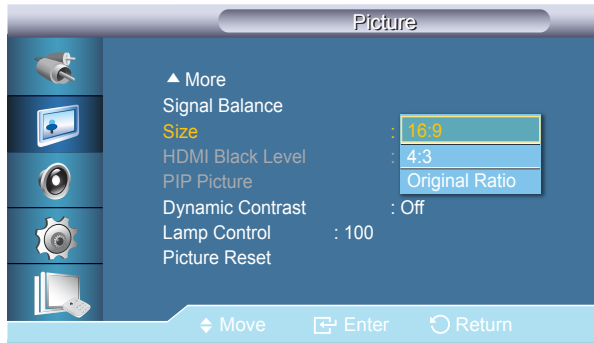 Picture
▲ More
Signal Balance
Size : 16:9
HDMI Black Level : 4:3
PIP Picture Original Ratio
Dynamic Contrast : Off
Lamp Control : 100
Picture Reset
Move Enter Return